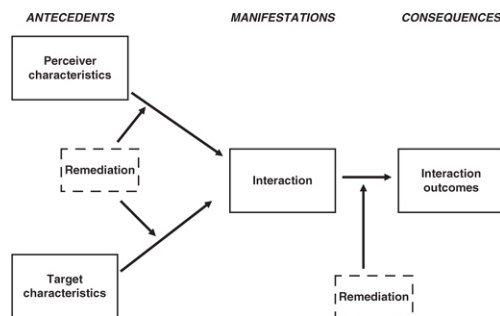 ANTECEDENTS
MANIFESTATIONS
CONSEQUENCES
Perceiver
characteristics
Remediation
Interaction
Interaction
outcomes
Target
characteristics
Remediation